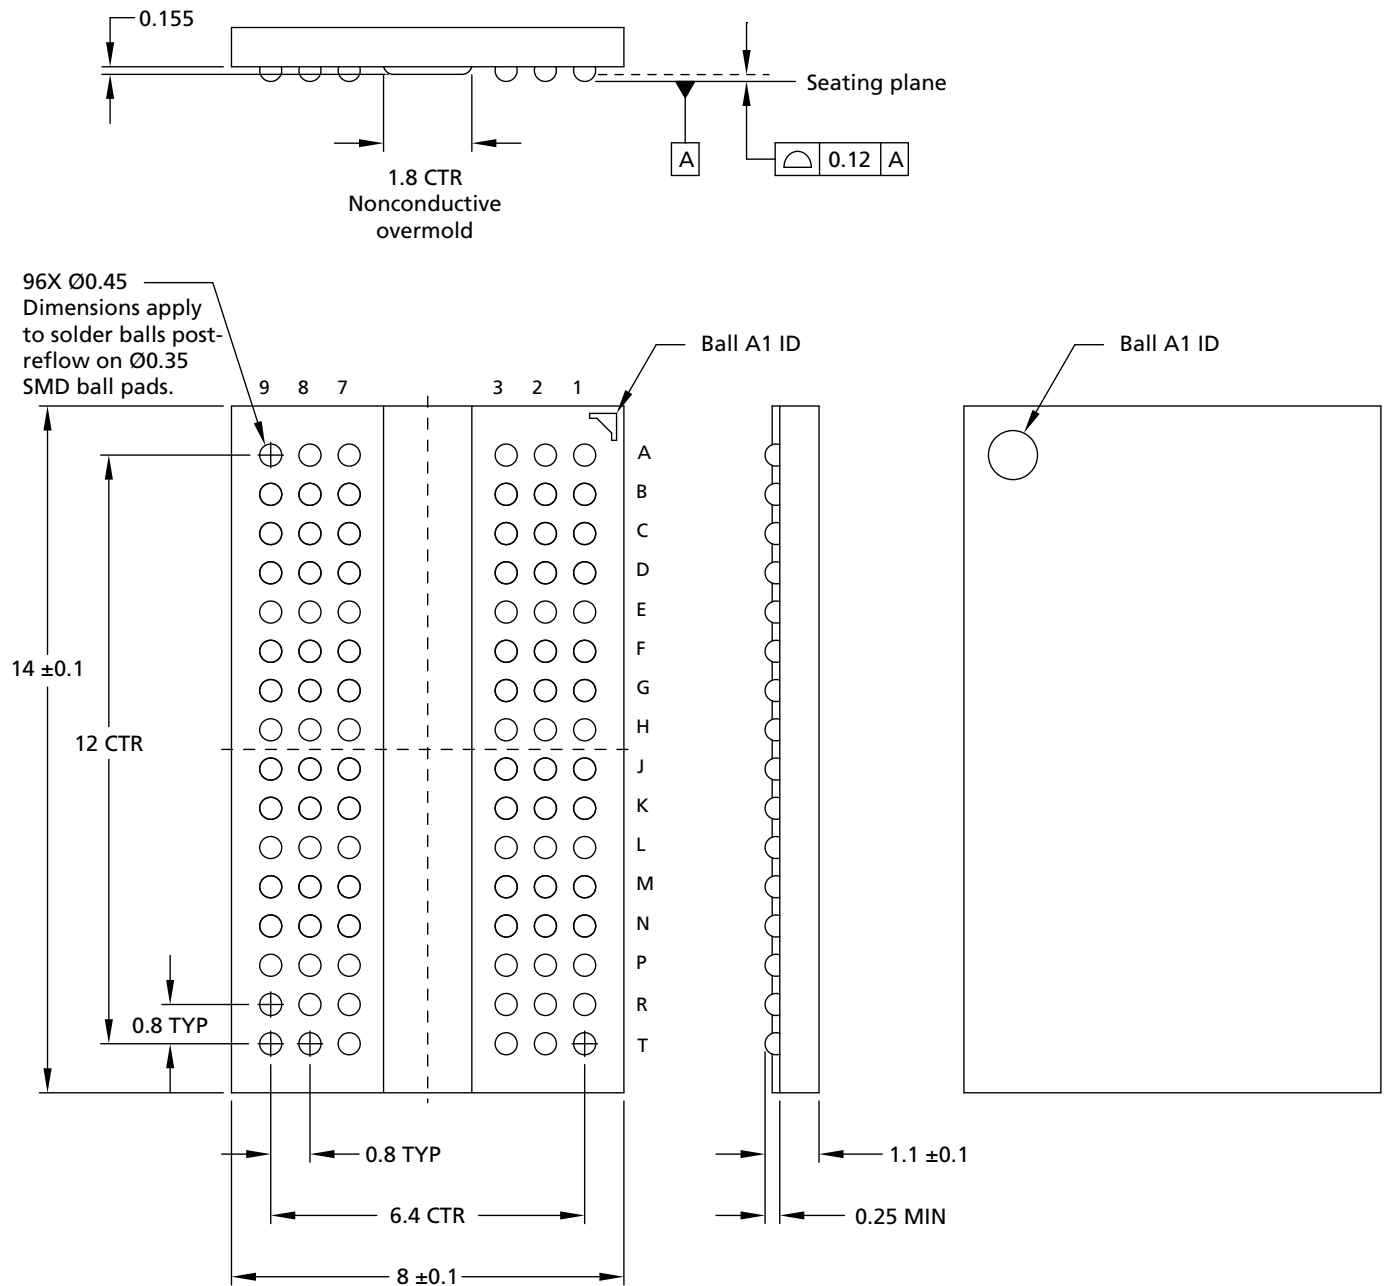 0.155
Seating plane
A
0.12 A
1.8 CTR
Nonconductive
overmold
96X Ø0.45
Dimensions apply
to solder balls post-
reflow on Ø0.35
SMD ball pads.
Ball A1 ID
Ball A1 ID
9 8 7 3 2 1
A
B
C
D
E
F
G
H
J
K
L
M
N
P
R
T
14 ±0.1
12 CTR
0.8 TYP
0.8 TYP
1.1 ±0.1
6.4 CTR
0.25 MIN
8 ±0.1